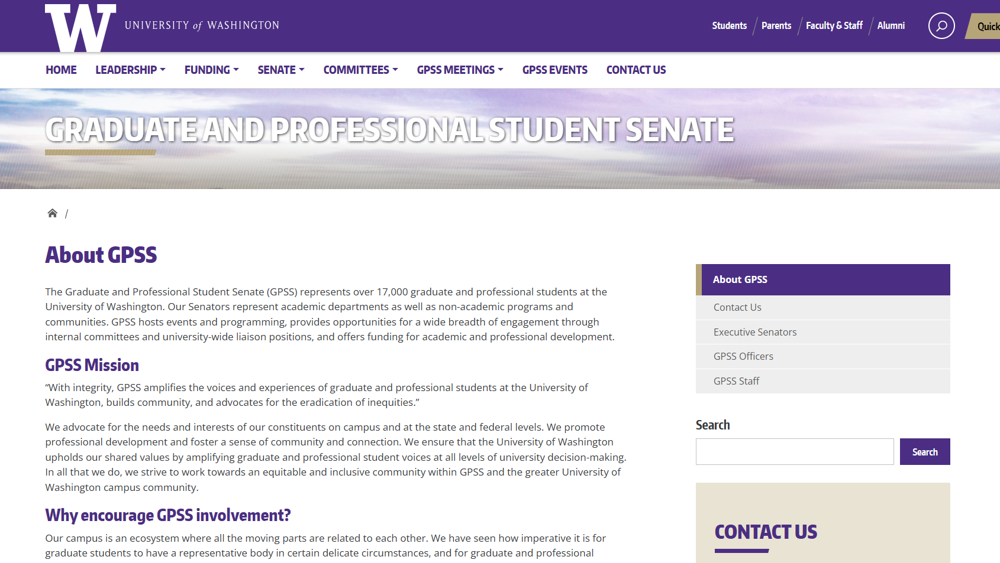 W UNIVERSITY of WASHINGTON
Students Parents Faculty & Staff Alumni Quick
HOME LEADERSHIP FUNDING SENATE COMMITTEES GPSS MEETINGS GPSS EVENTS CONTACT US
GRADUATE AND PROFESSIONAL STUDENT SENATE
/
About GPSS
The Graduate and Professional Student Senate (GPSS) represents over 17,000 graduate and professional students at the
University of Washington. Our Senators represent academic departments as well as non-academic programs and
communities. GPSS hosts events and programming, provides opportunities for a wide breadth of engagement through
internal committees and university-wide liaison positions, and offers funding for academic and professional development.
GPSS Mission
“With integrity, GPSS amplifies the voices and experiences of graduate and professional students at the University of
Washington, builds community, and advocates for the eradication of inequities.”
We advocate for the needs and interests of our constituents on campus and at the state and federal levels. We promote
professional development and foster a sense of community and connection. We ensure that the University of Washington
upholds our shared values by amplifying graduate and professional student voices at all levels of university decision-making.
In all that we do, we strive to work towards an equitable and inclusive community within GPSS and the greater University of
Washington campus community.
Why encourage GPSS involvement?
Our campus is an ecosystem where all the moving parts are related to each other. We have seen how imperative it is for
graduate students to have a representative body in certain delicate circumstances, and for graduate and professional
About GPSS
Contact Us
Executive Senators
GPSS Officers
GPSS Staff
Search
Search
CONTACT US